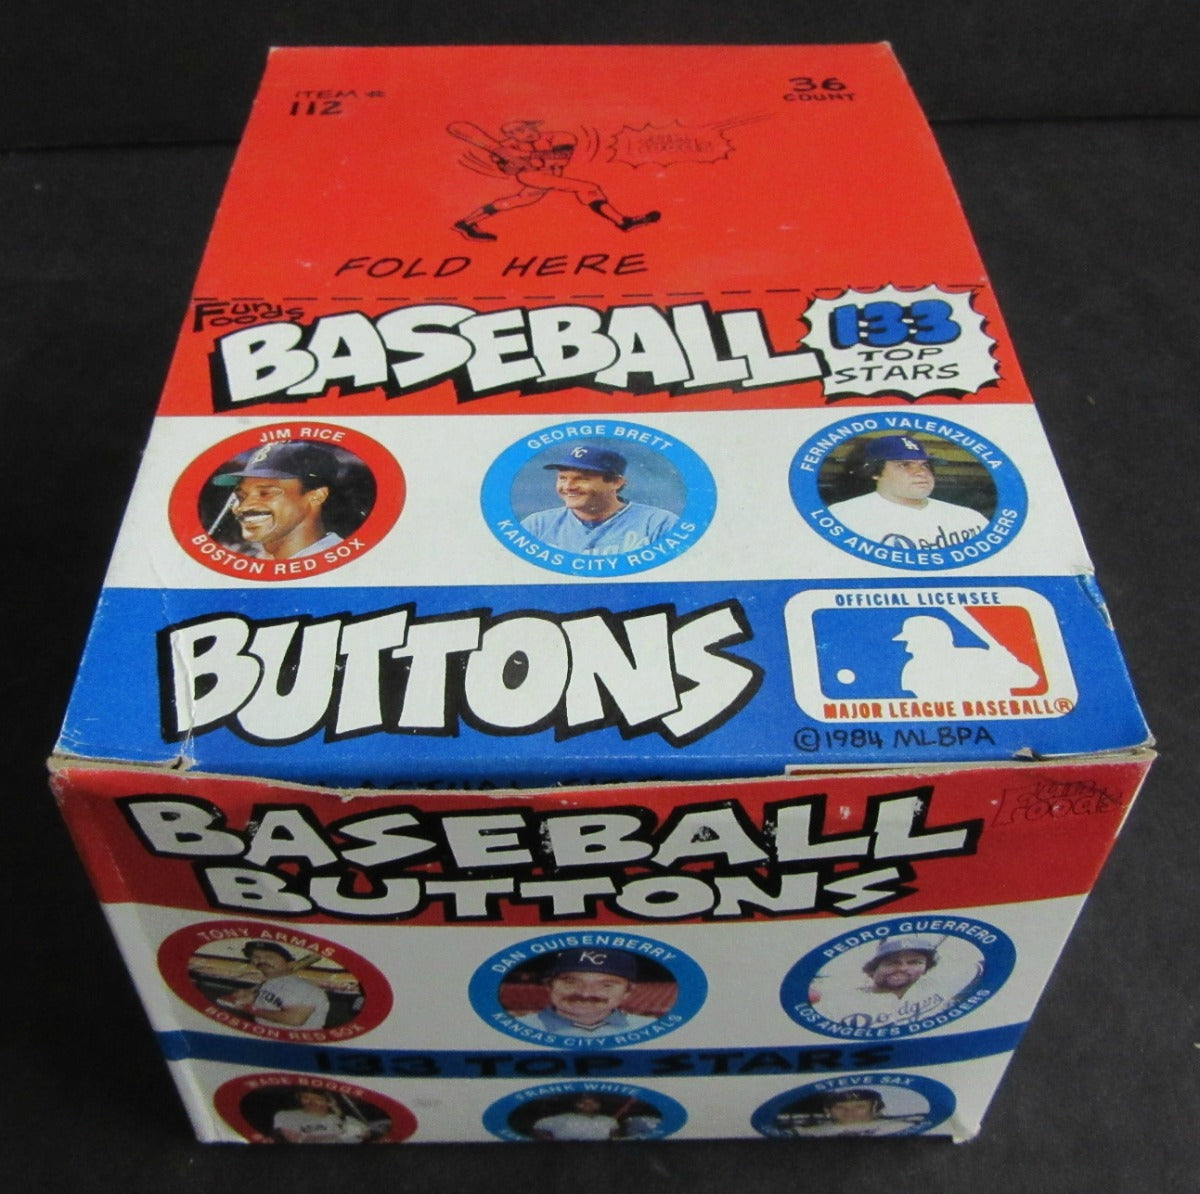 ITEM #
112
36
COUNT
FOLD HERE
Fun
Foods
BASEBALL
133
TOP
STARS
JIM RICE
BOSTON RED SOX
GEORGE BRETT
KANSAS CITY ROYALS
FERNANDO VALENZUELA
Dodgers
LOS ANGELES DODGERS
BUTTONS
OFFICIAL LICENSEE
MAJOR LEAGUE BASEBALL®
©1984 MLBPA
BASEBALL
BUTTONS
Fun
Foods
TONY ARMAS
BOSTON RED SOX
DAN QUISENBERRY
KC
KANSAS CITY ROYALS
PEDRO GUERRERO
Dodgers
LOS ANGELES DODGERS
133 TOP STARS
WADE BOGGS
FRANK WHITE
STEVE SAX